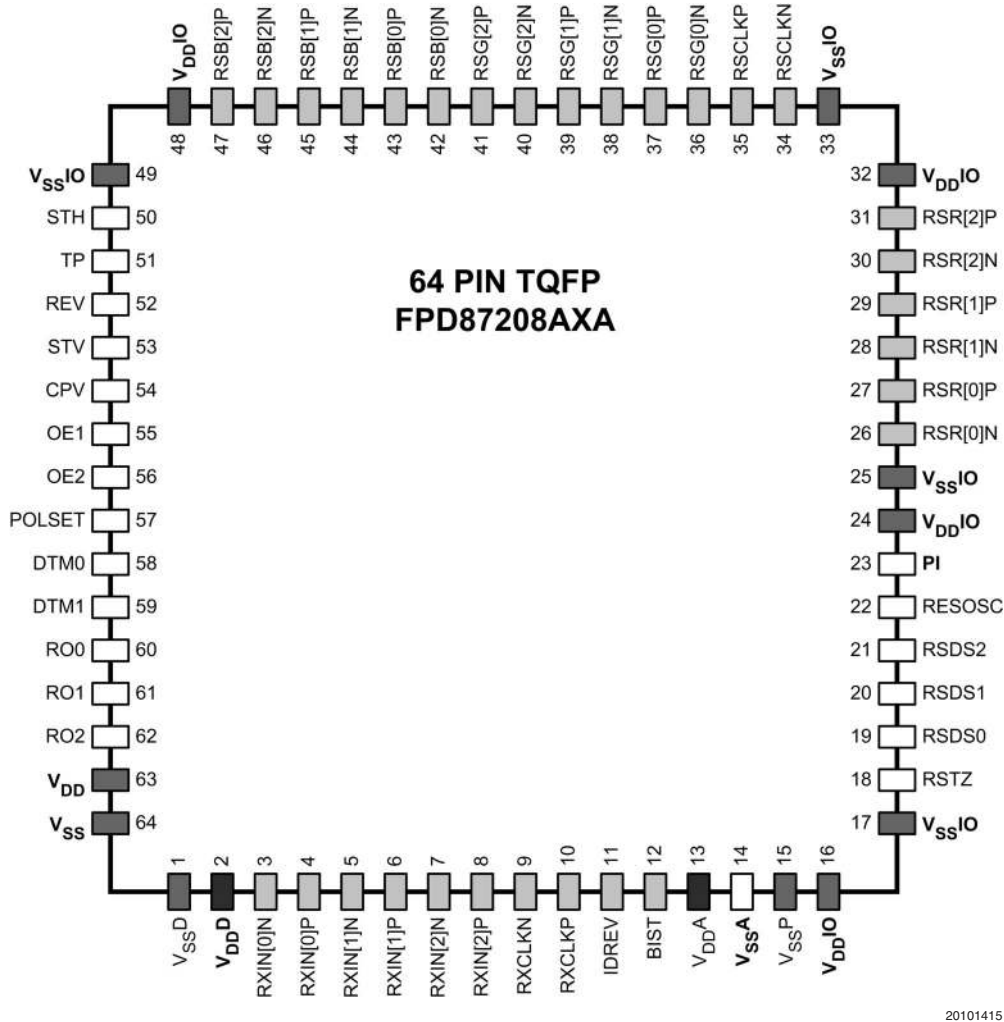 VDDIO
RSB[2]P
RSB[2]N
RSB[1]P
RSB[1]N
RSB[0]P
RSB[0]N
RSG[2]P
RSG[2]N
RSG[1]P
RSG[1]N
RSG[0]P
RSG[0]N
RSCLKP
RSCLKN
VSSIO
48
47
46
45
44
43
42
41
40
39
38
37
36
35
34
33
VSSIO 49
STH 50
TP 51
REV 52
STV 53
CPV 54
OE1 55
OE2 56
POLSET 57
DTM0 58
DTM1 59
RO0 60
RO1 61
RO2 62
VDD 63
VSS 64
64 PIN TQFP
FPD87208AXA
32 VDDIO
31 RSR[2]P
30 RSR[2]N
29 RSR[1]P
28 RSR[1]N
27 RSR[0]P
26 RSR[0]N
25 VSSIO
24 VDDIO
23 PI
22 RESOSC
21 RSDS2
20 RSDS1
19 RSDS0
18 RSTZ
17 VSSIO
1
2
3
4
5
6
7
8
9
10
11
12
13
14
15
16
VSSD
VDDD
RXIN[0]N
RXIN[0]P
RXIN[1]N
RXIN[1]P
RXIN[2]N
RXIN[2]P
RXCLKN
RXCLKP
IDREV
BIST
VDDA
VSSA
VSSP
VDDIO
20101415